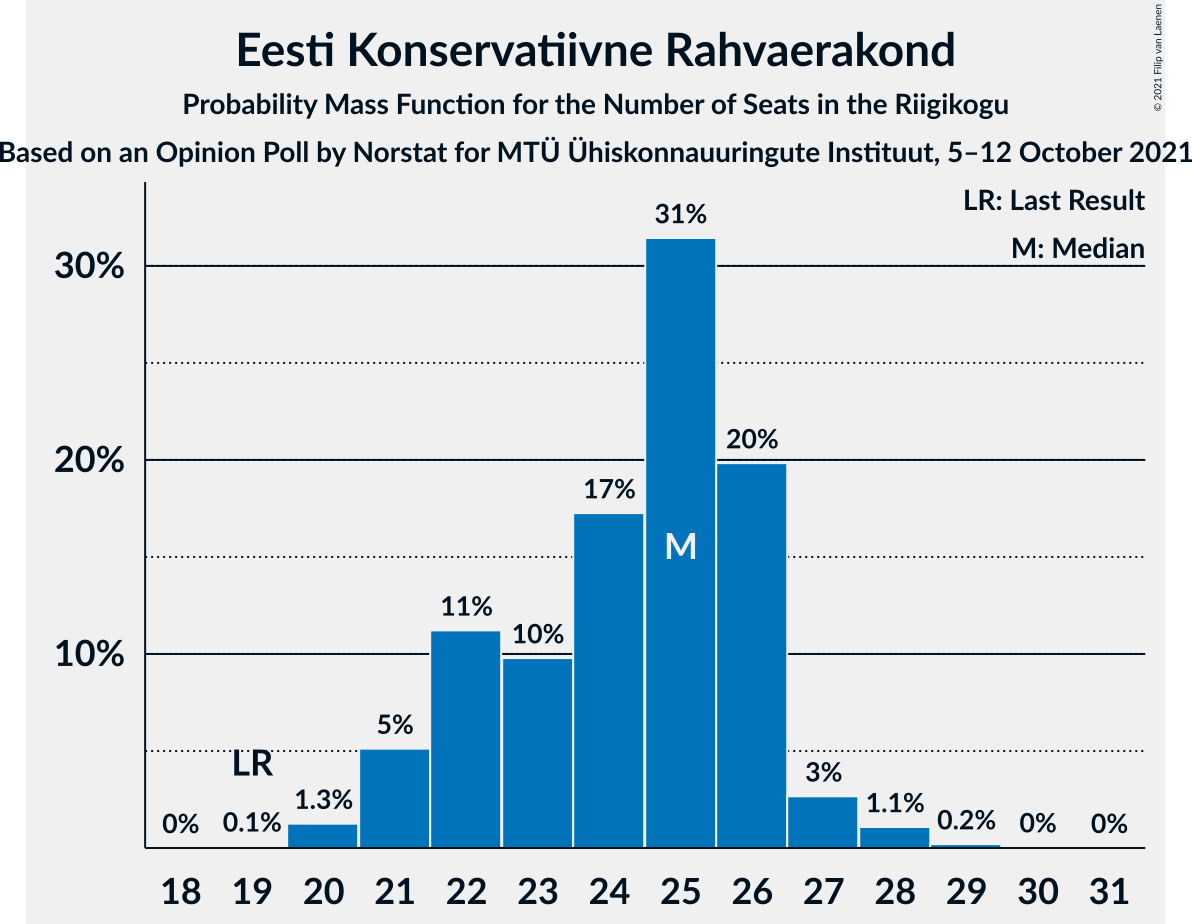 Eesti Konservatiivne Rahvaerakond
Probability Mass Function for the Number of Seats in the Riigikogu
Based on an Opinion Poll by Norstat for MTÜ Ühiskonnauuringute Instituut, 5–12 October 2021
© 2021 Filip van Laenen
LR: Last Result
M: Median
30%
20%
10%
0%
LR
0.1%
1.3%
5%
11%
10%
17%
31%
M
20%
3%
1.1%
0.2%
0%
0%
18 19 20 21 22 23 24 25 26 27 28 29 30 31